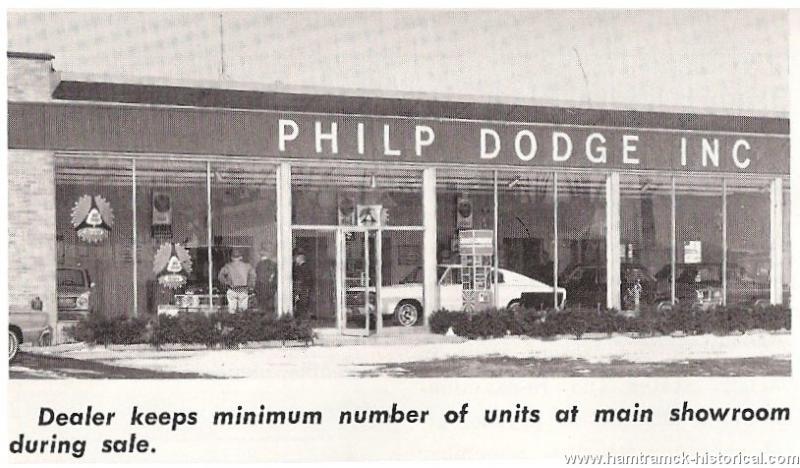 PHILP DODGE INC
Dealer keeps minimum number of units at main showroom
during sale.
www.hamtramck-historical.com